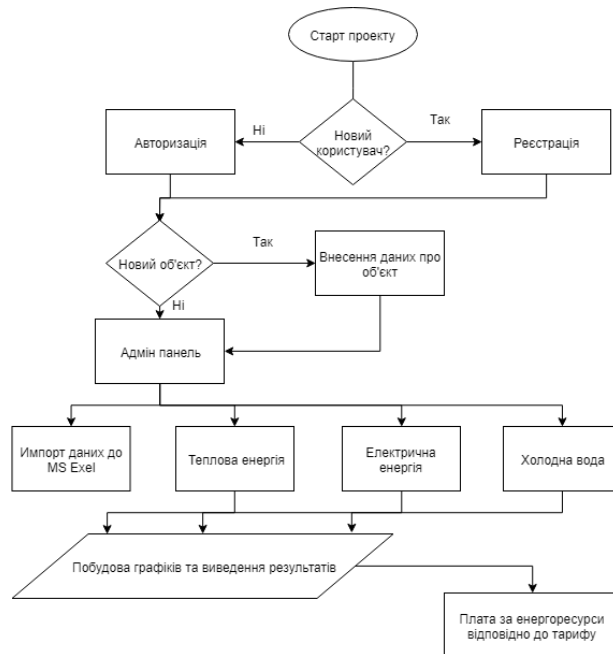 Старт проекту
Ні
Так
Авторизація
Новий
користувач?
Реєстрація
Новий об'єкт?
Так
Внесення даних про
об'єкт
Ні
Адмін панель
Импорт даних до
MS Exel
Теплова енергія
Електрична
енергія
Холодна вода
Побудова графіків та виведення результатів
Плата за енергоресурси
відповідно до тарифу